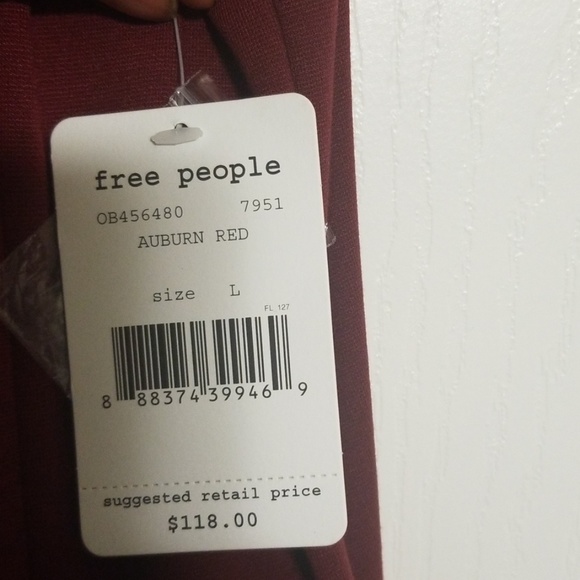 free people
OB456480 7951
AUBURN RED
size L
FL 127
8 88374 39946 9
suggested retail price
$118.00